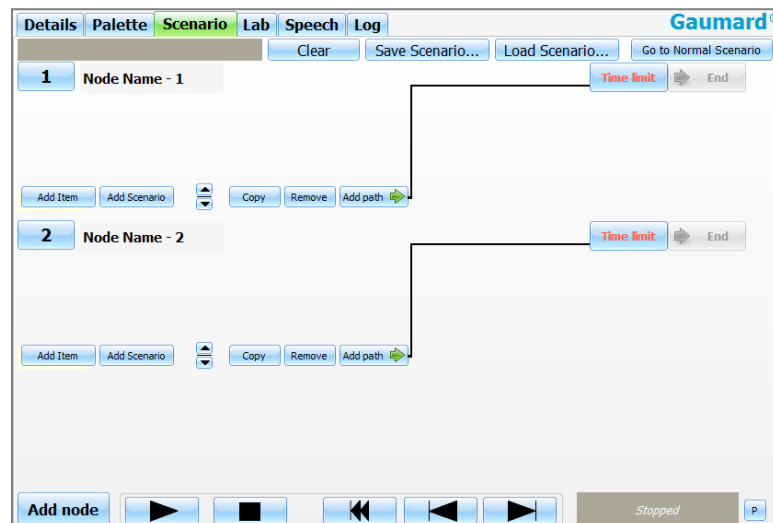 Details Palette Scenario Lab Speech Log Gaumard
Clear Save Scenario... Load Scenario... Go to Normal Scenario
1 Node Name - 1 Time limit End
Add Item Add Scenario Copy Remove Add path
2 Node Name - 2 Time limit End
Add Item Add Scenario Copy Remove Add path
Add node Stopped P